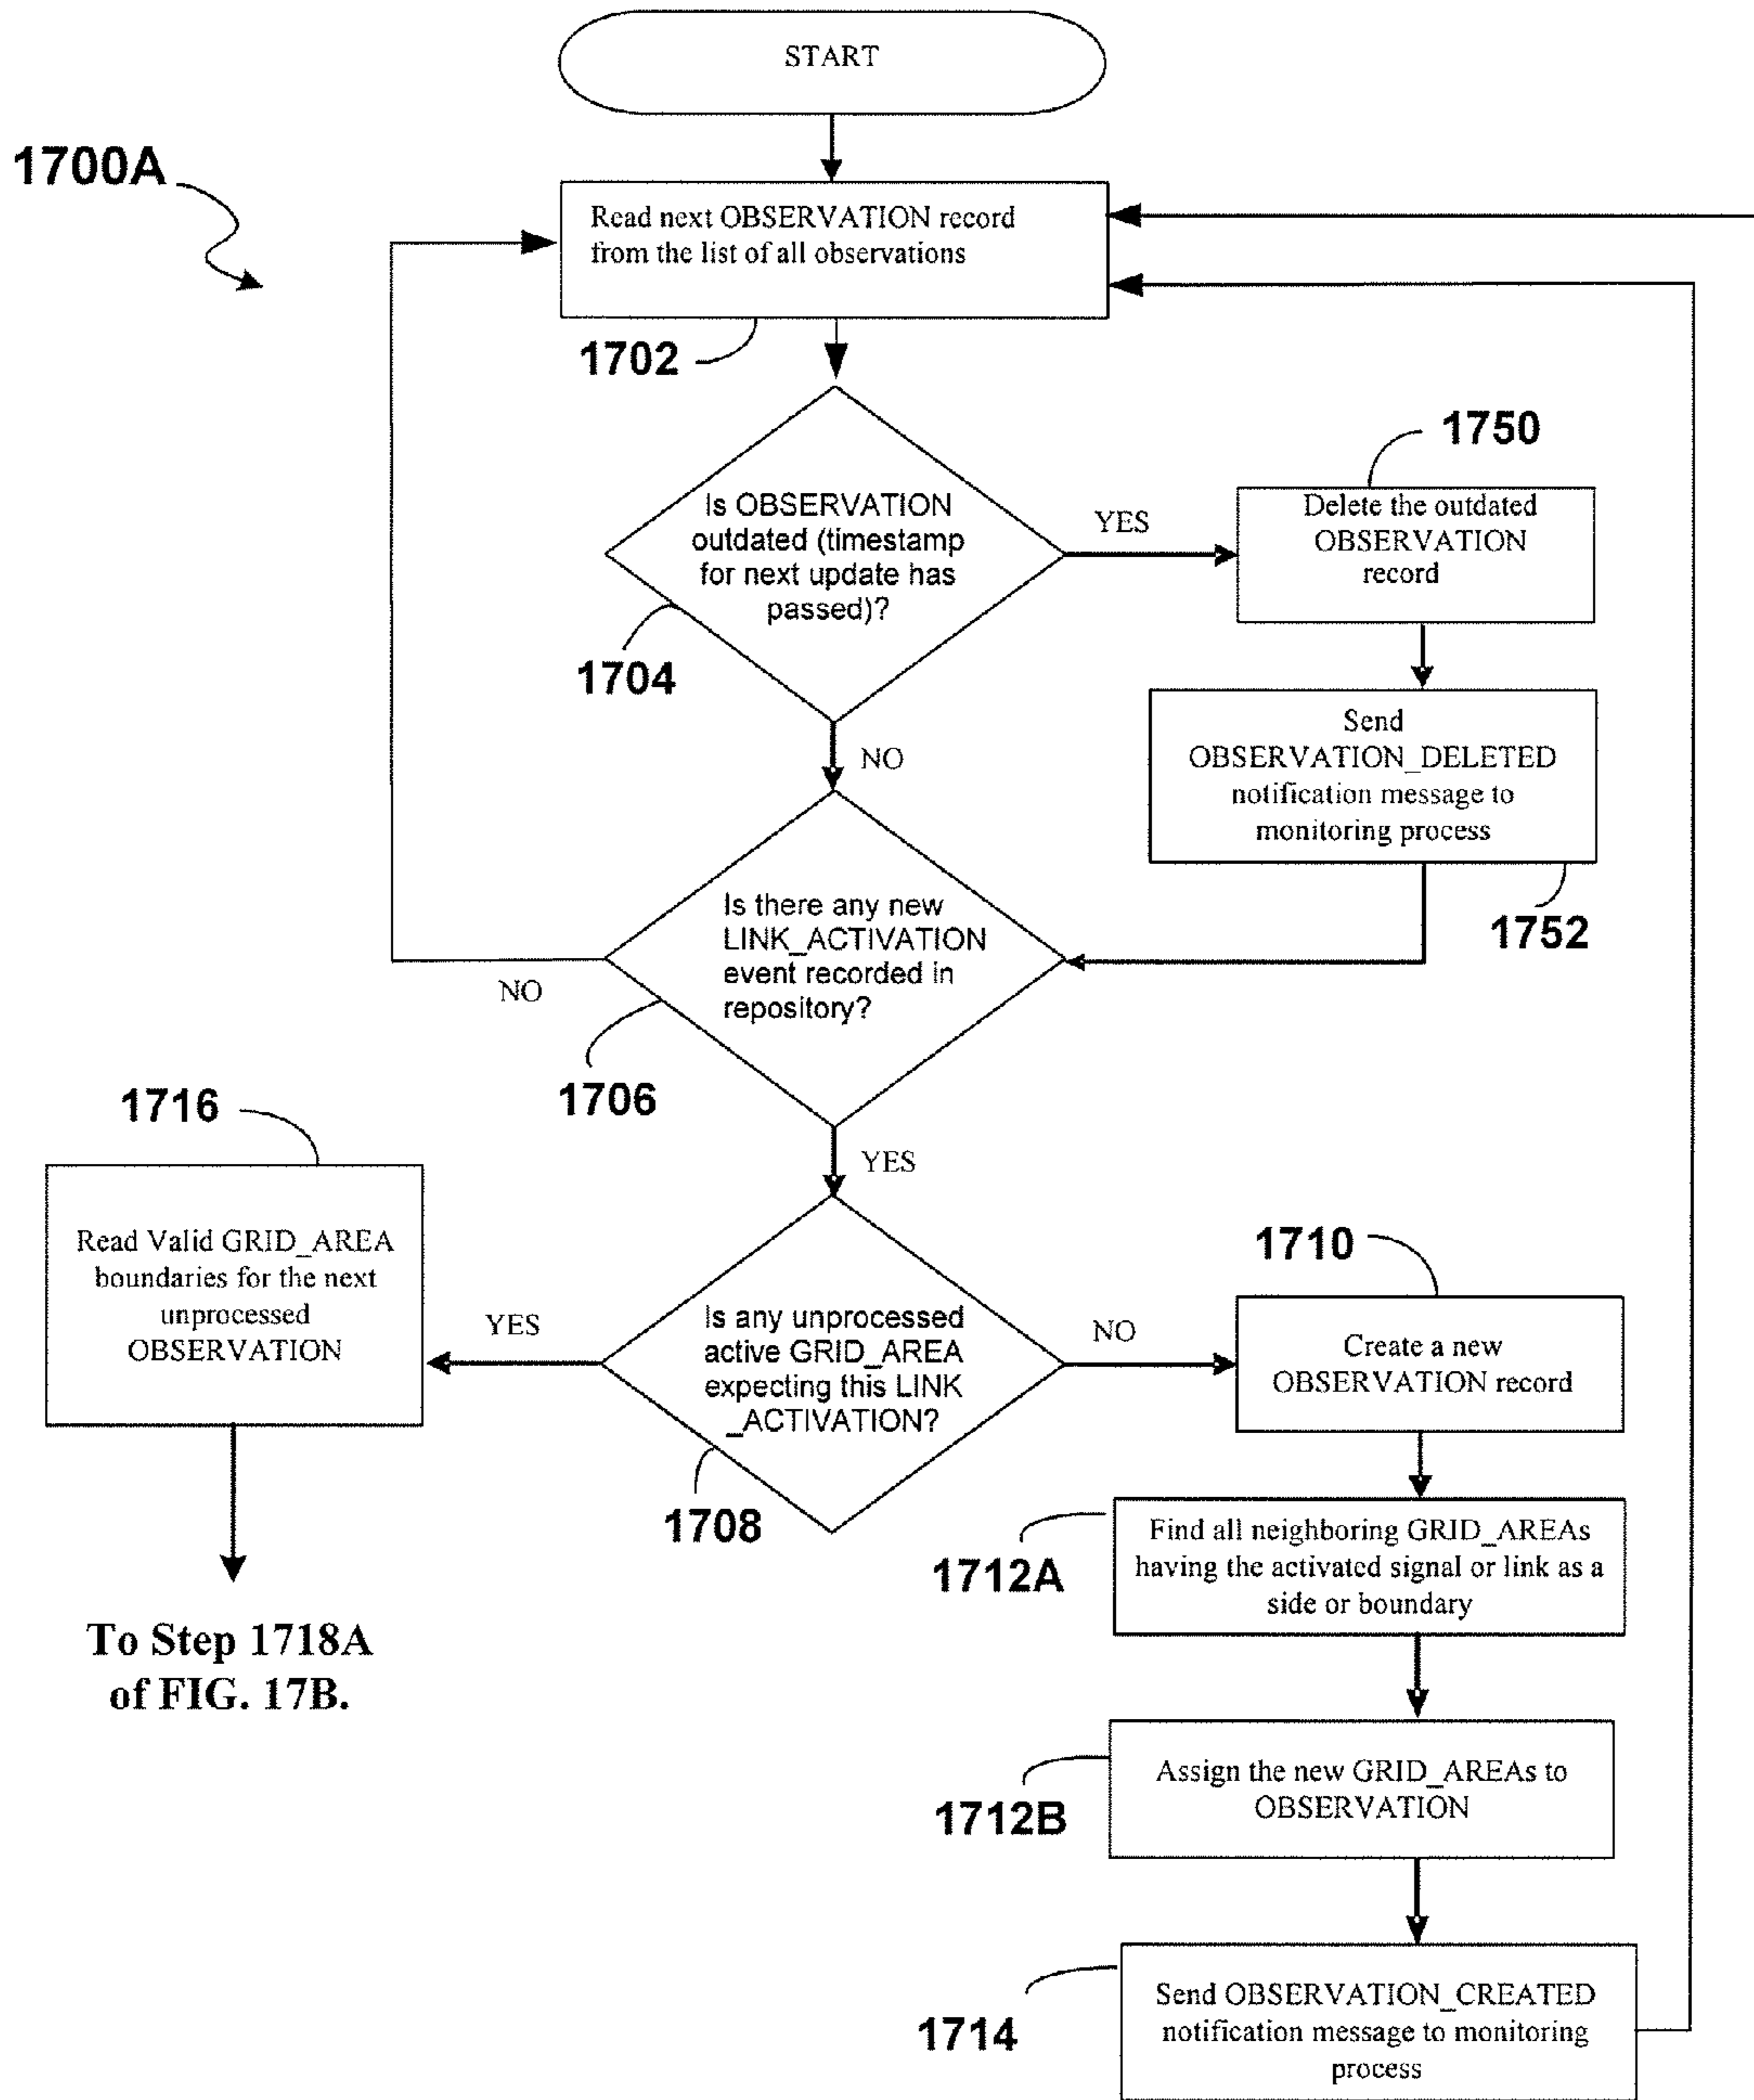 START
1700A
Read next OBSERVATION record
from the list of all observations
1702
1750
Is OBSERVATION
outdated (timestamp
for next update has
passed)?
YES
Delete the outdated
OBSERVATION
record
1704
NO
Send
OBSERVATION_DELETED
notification message to
monitoring process
1752
Is there any new
LINK_ACTIVATION
event recorded in
repository?
NO
1706
YES
1716
Read Valid GRID_AREA
boundaries for the next
unprocessed
OBSERVATION
YES
Is any unprocessed
active GRID_AREA
expecting this LINK
_ACTIVATION?
NO
1710
Create a new
OBSERVATION record
1708
1712A
Find all neighboring GRID_AREAs
having the activated signal or link as a
side or boundary
To Step 1718A
of FIG. 17B.
1712B
Assign the new GRID_AREAs to
OBSERVATION
1714
Send OBSERVATION_CREATED
notification message to monitoring
process